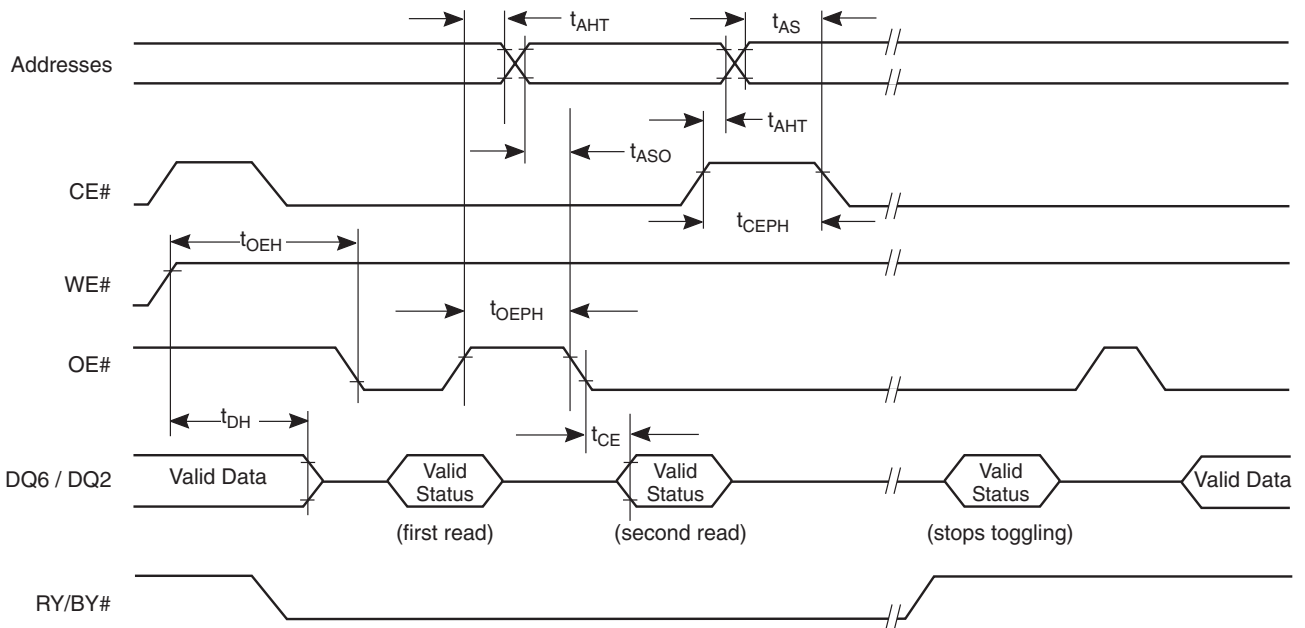 tAHT
tAS
Addresses
tAHT
tASO
CE#
tCEPH
tOEH
WE#
tOEPH
OE#
tDH
tCE
DQ6 / DQ2
Valid Data
Valid
Status
Valid
Status
Valid
Status
Valid Data
(first read)
(second read)
(stops toggling)
RY/BY#